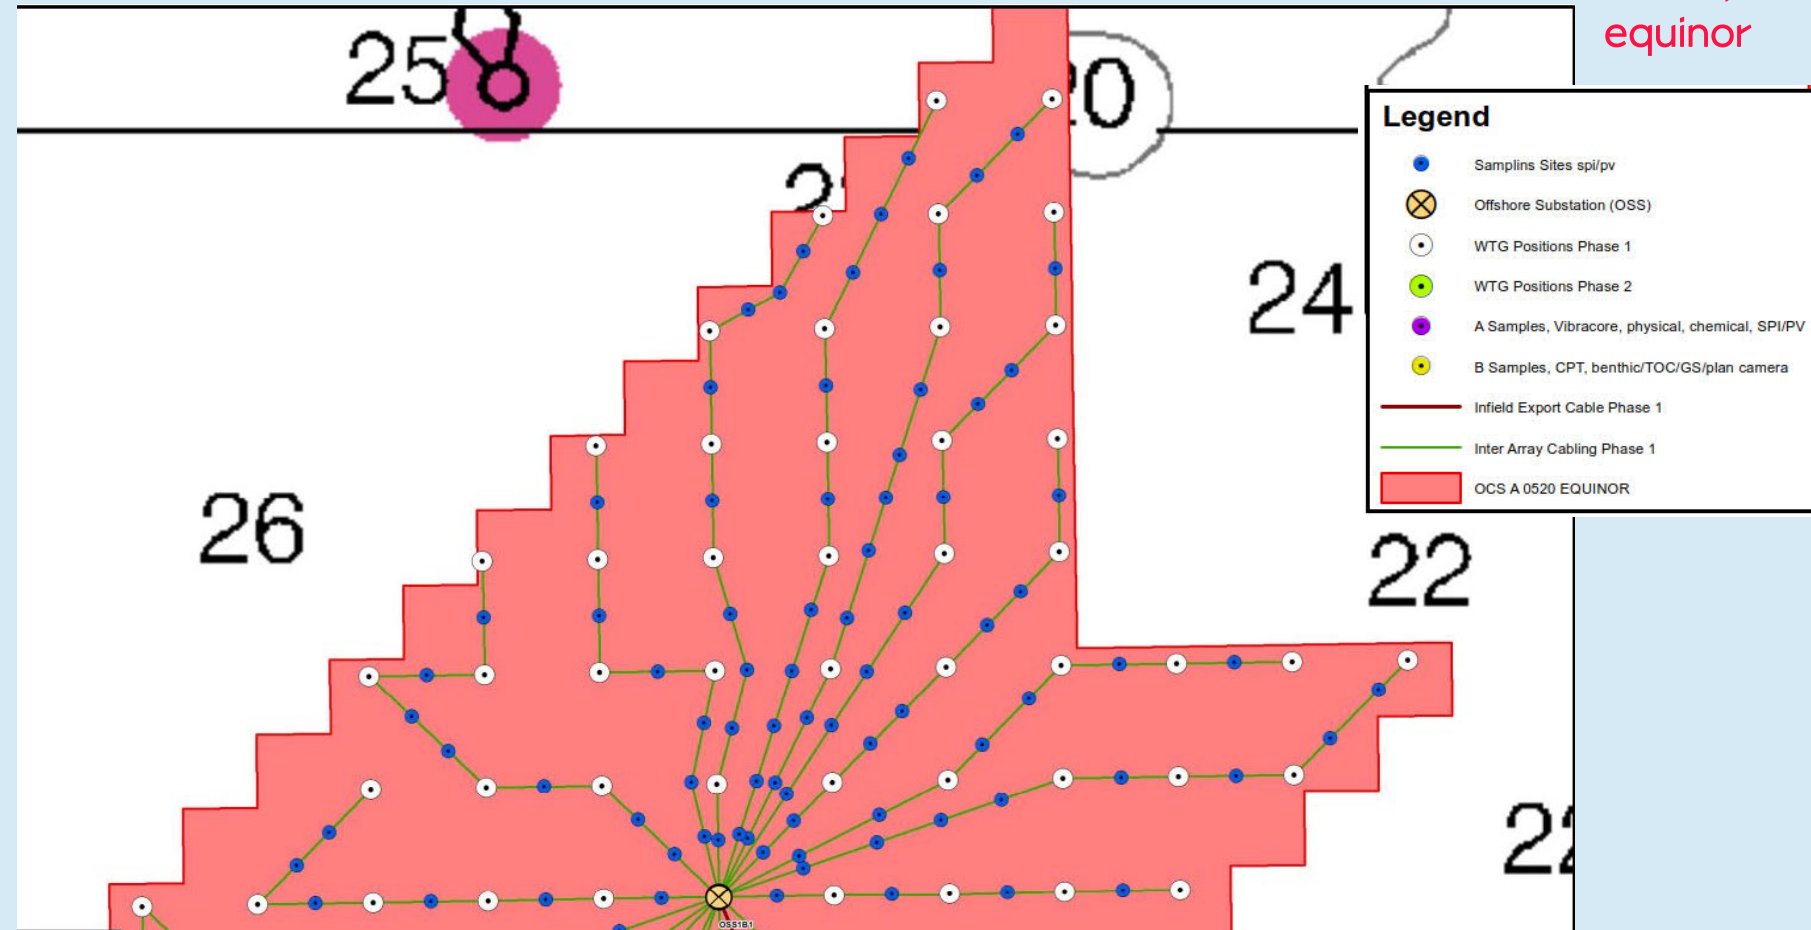 equinor
25
20
Legend
Samplins Sites spi/pv
Offshore Substation (OSS)
WTG Positions Phase 1
WTG Positions Phase 2
A Samples, Vibracore, physical, chemical, SPI/PV
B Samples, CPT, benthic/TOC/GS/plan camera
Infield Export Cable Phase 1
Inter Array Cabling Phase 1
OCS A 0520 EQUINOR
24
26
22
22
OSS1B1